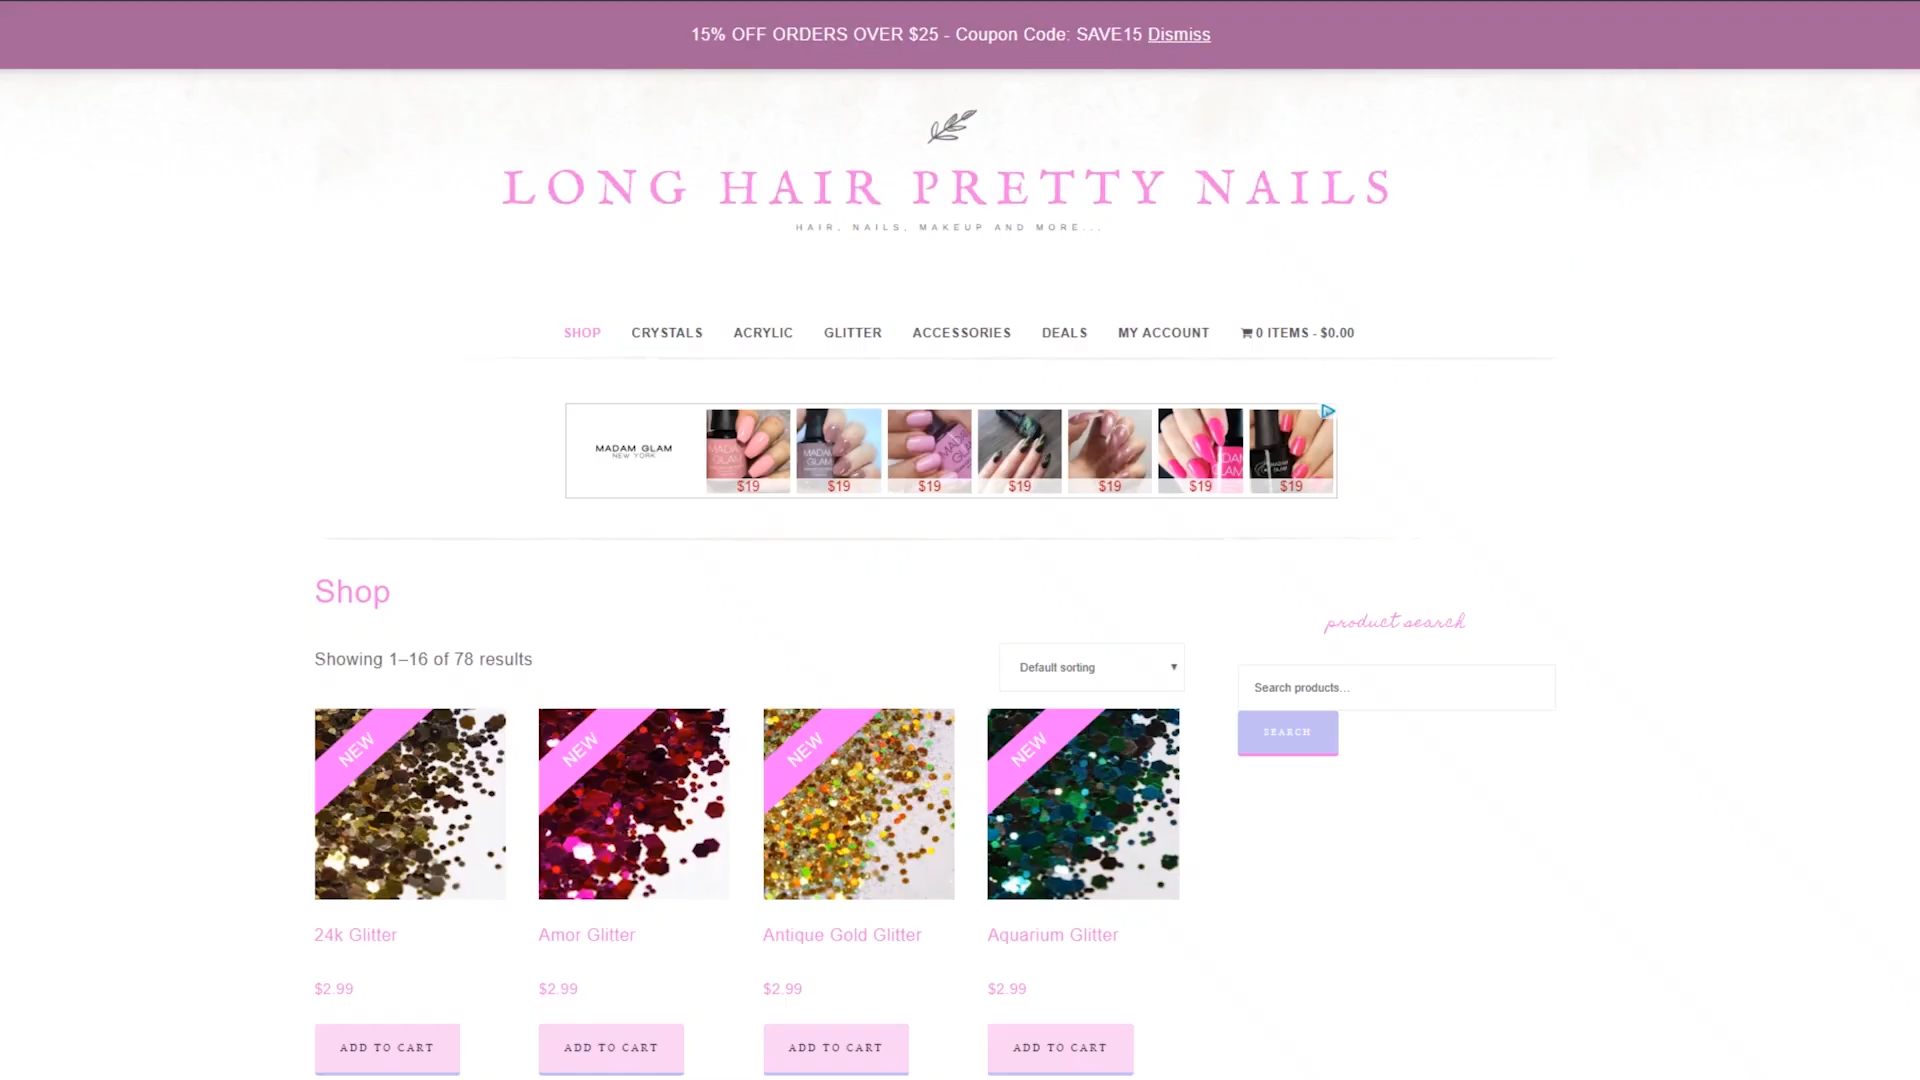 15% OFF ORDERS OVER $25 - Coupon Code: SAVE15 Dismiss
LONG HAIR PRETTY NAILS
HAIR, NAILS, MAKEUP AND MORE...
SHOP CRYSTALS ACRYLIC GLITTER ACCESSORIES DEALS MY ACCOUNT 0 ITEMS - $0.00
MADAM GLAM
NEW YORK
$19 $19 $19 $19 $19 $19 $19
Shop
product search
Showing 1–16 of 78 results
Default sorting
Search products…
SEARCH
NEW NEW NEW NEW
24k Glitter Amor Glitter Antique Gold Glitter Aquarium Glitter
$2.99 $2.99 $2.99 $2.99
ADD TO CART ADD TO CART ADD TO CART ADD TO CART